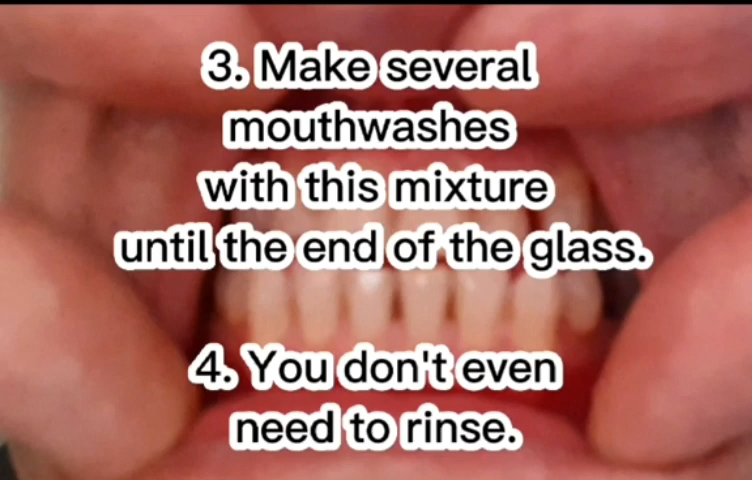 3. Make several
mouthwashes
with this mixture
until the end of the glass.
4. You don't even
need to rinse.